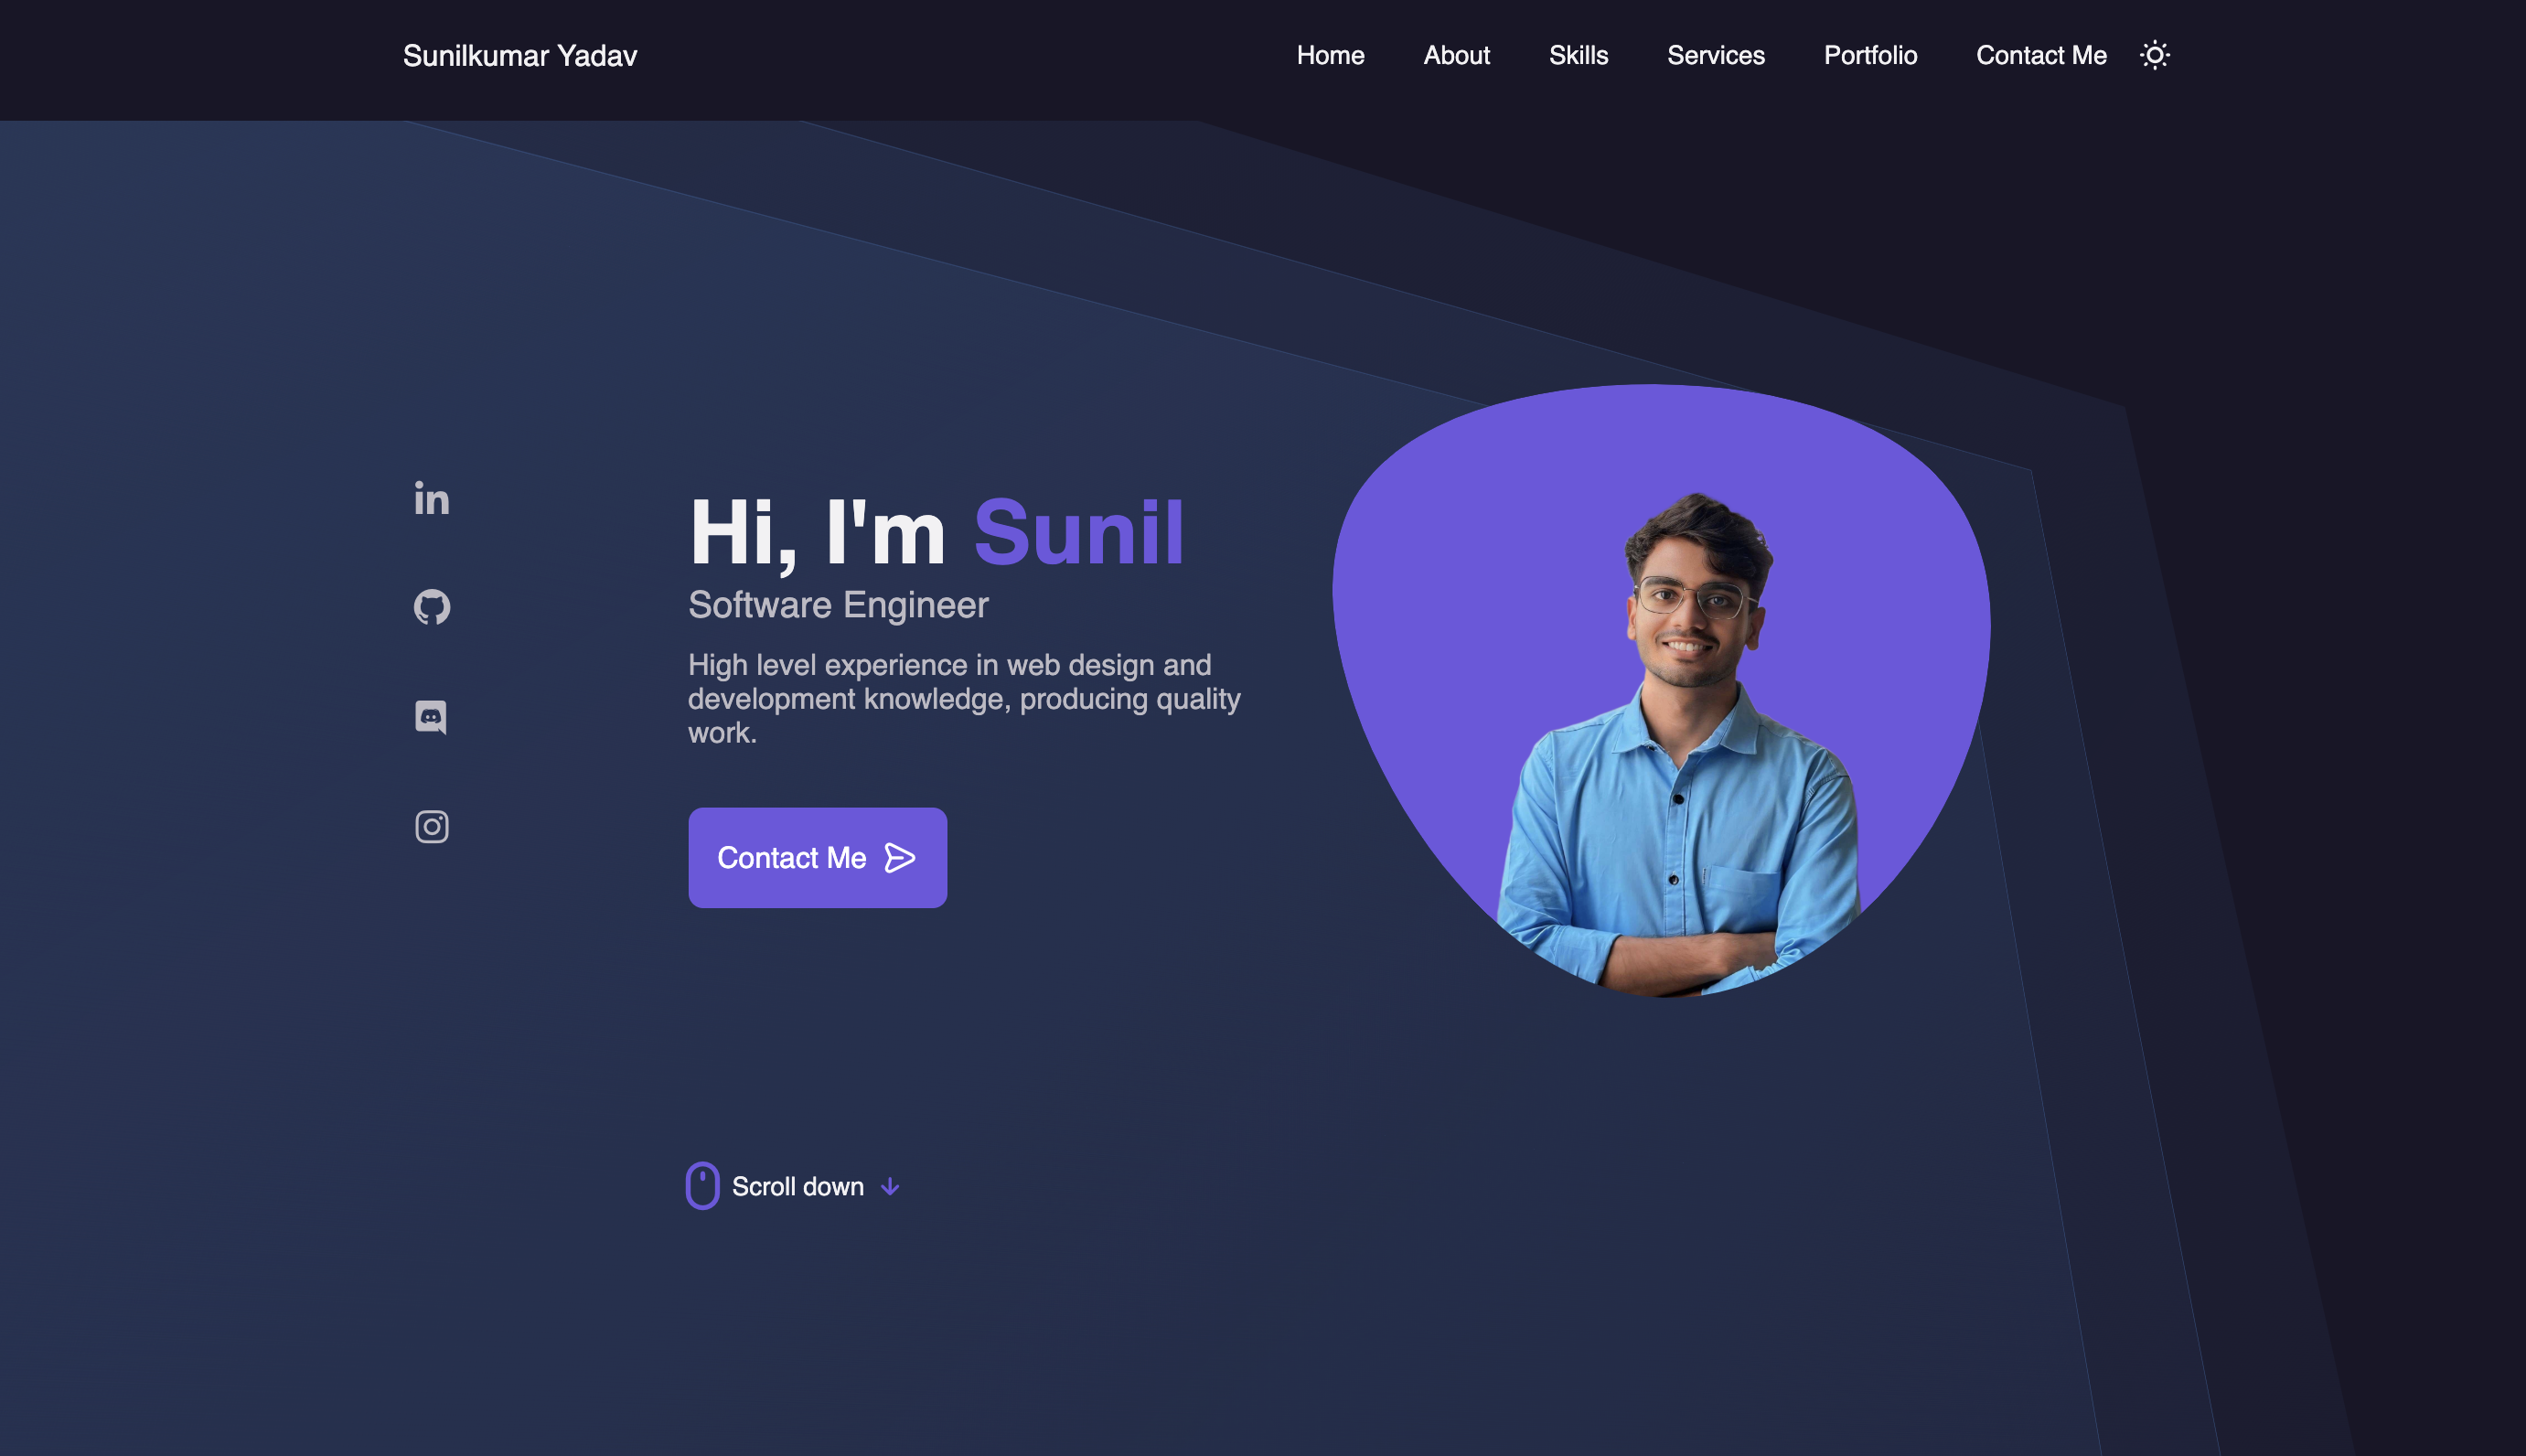 Sunilkumar Yadav
Home About Skills Services Portfolio Contact Me
in
Hi, I'm Sunil
Software Engineer
High level experience in web design and
development knowledge, producing quality
work.
Contact Me
Scroll down